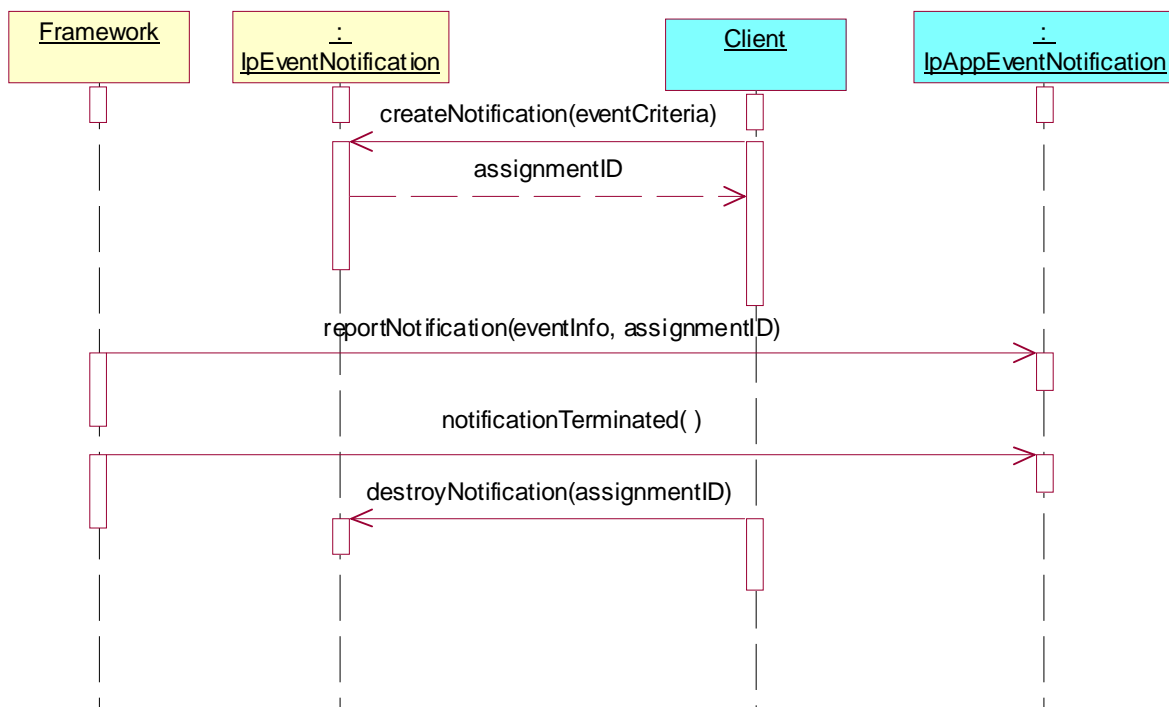 Framework
:
IpEventNotification
Client
:
IpAppEventNotification
createNotification(eventCriteria)
assignmentID
reportNotification(eventInfo, assignmentID)
notificationTerminated( )
destroyNotification(assignmentID)